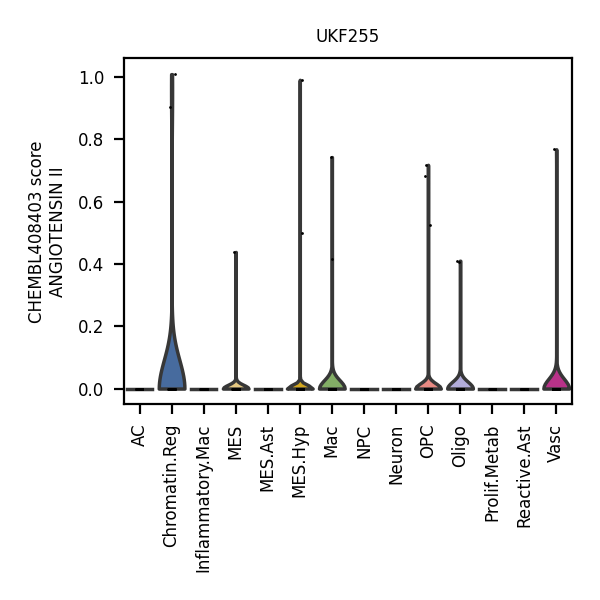 UKF255
CHEMBL408403 score
ANGIOTENSIN II
1.0
0.8
0.6
0.4
0.2
0.0
AC
Chromatin.Reg
Inflammatory.Mac
MES
MES.Ast
MES.Hyp
Mac
NPC
Neuron
OPC
Oligo
Prolif.Metab
Reactive.Ast
Vasc